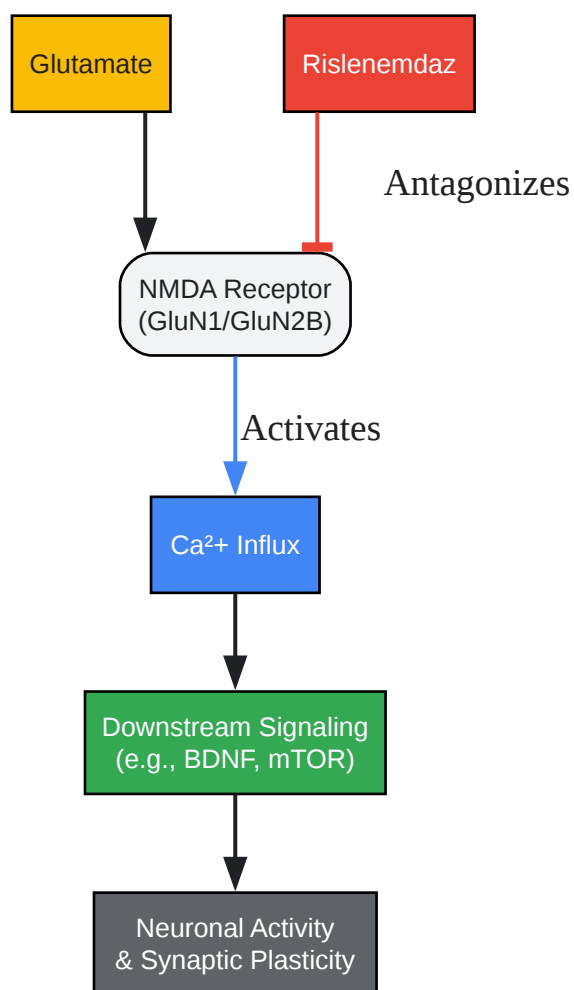 Glutamate
Rislenemdaz
Antagonizes
NMDA Receptor
(GluN1/GluN2B)
Activates
Ca²+ Influx
Downstream Signaling
(e.g., BDNF, mTOR)
Neuronal Activity
& Synaptic Plasticity